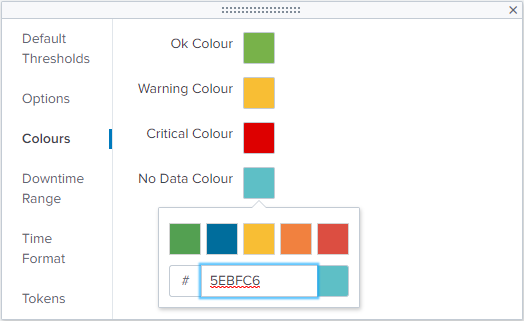 Default
Thresholds
Options
Colours
Downtime
Range
Time
Format
Tokens
Ok Colour
Warning Colour
Critical Colour
No Data Colour
# 5EBFC6